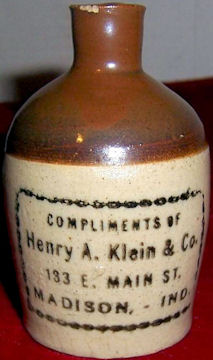 COMPLIMENTS OF
Henry A. Klein & Co.
133 E. MAIN ST.
MADISON, - IND.